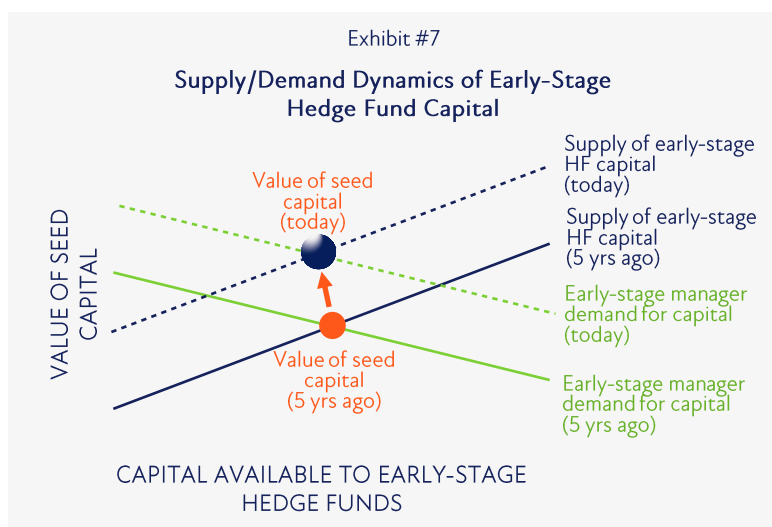 Exhibit #7
Supply/Demand Dynamics of Early-Stage
Hedge Fund Capital
Supply of early-stage
HF capital
(today)
Value of seed
capital
(today)
Supply of early-stage
HF capital
(5 yrs ago)
VALUE OF SEED
CAPITAL
Early-stage manager
demand for capital
(today)
Value of seed
capital
(5 yrs ago)
Early-stage manager
demand for capital
(5 yrs ago)
CAPITAL AVAILABLE TO EARLY-STAGE
HEDGE FUNDS